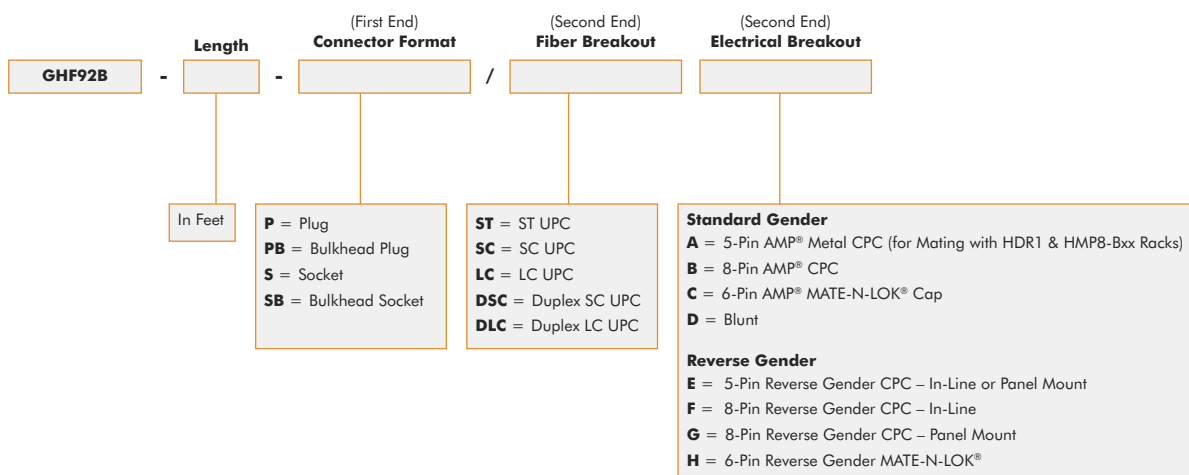 (First End) (Second End) (Second End)
Length Connector Format Fiber Breakout Electrical Breakout
GHF92B - - /
In Feet
P = Plug
PB = Bulkhead Plug
S = Socket
SB = Bulkhead Socket
ST = ST UPC
SC = SC UPC
LC = LC UPC
DSC = Duplex SC UPC
DLC = Duplex LC UPC
Standard Gender
A = 5-Pin AMP® Metal CPC (for Mating with HDR1 & HMP8-Bxx Racks)
B = 8-Pin AMP® CPC
C = 6-Pin AMP® MATE-N-LOK® Cap
D = Blunt
Reverse Gender
E = 5-Pin Reverse Gender CPC – In-Line or Panel Mount
F = 8-Pin Reverse Gender CPC – In-Line
G = 8-Pin Reverse Gender CPC – Panel Mount
H = 6-Pin Reverse Gender MATE-N-LOK®